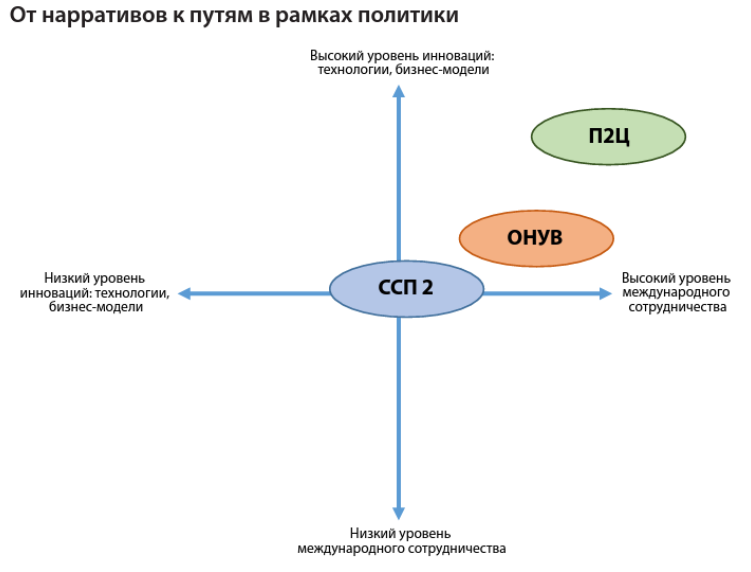 От нарративов к путям в рамках политики
Высокий уровень инноваций:
технологии, бизнес-модели
П2Ц
ОНУВ
ССП 2
Низкий уровень
инноваций: технологии,
бизнес-модели
Высокий уровень
международного
сотрудничества
Низкий уровень
международного сотрудничества